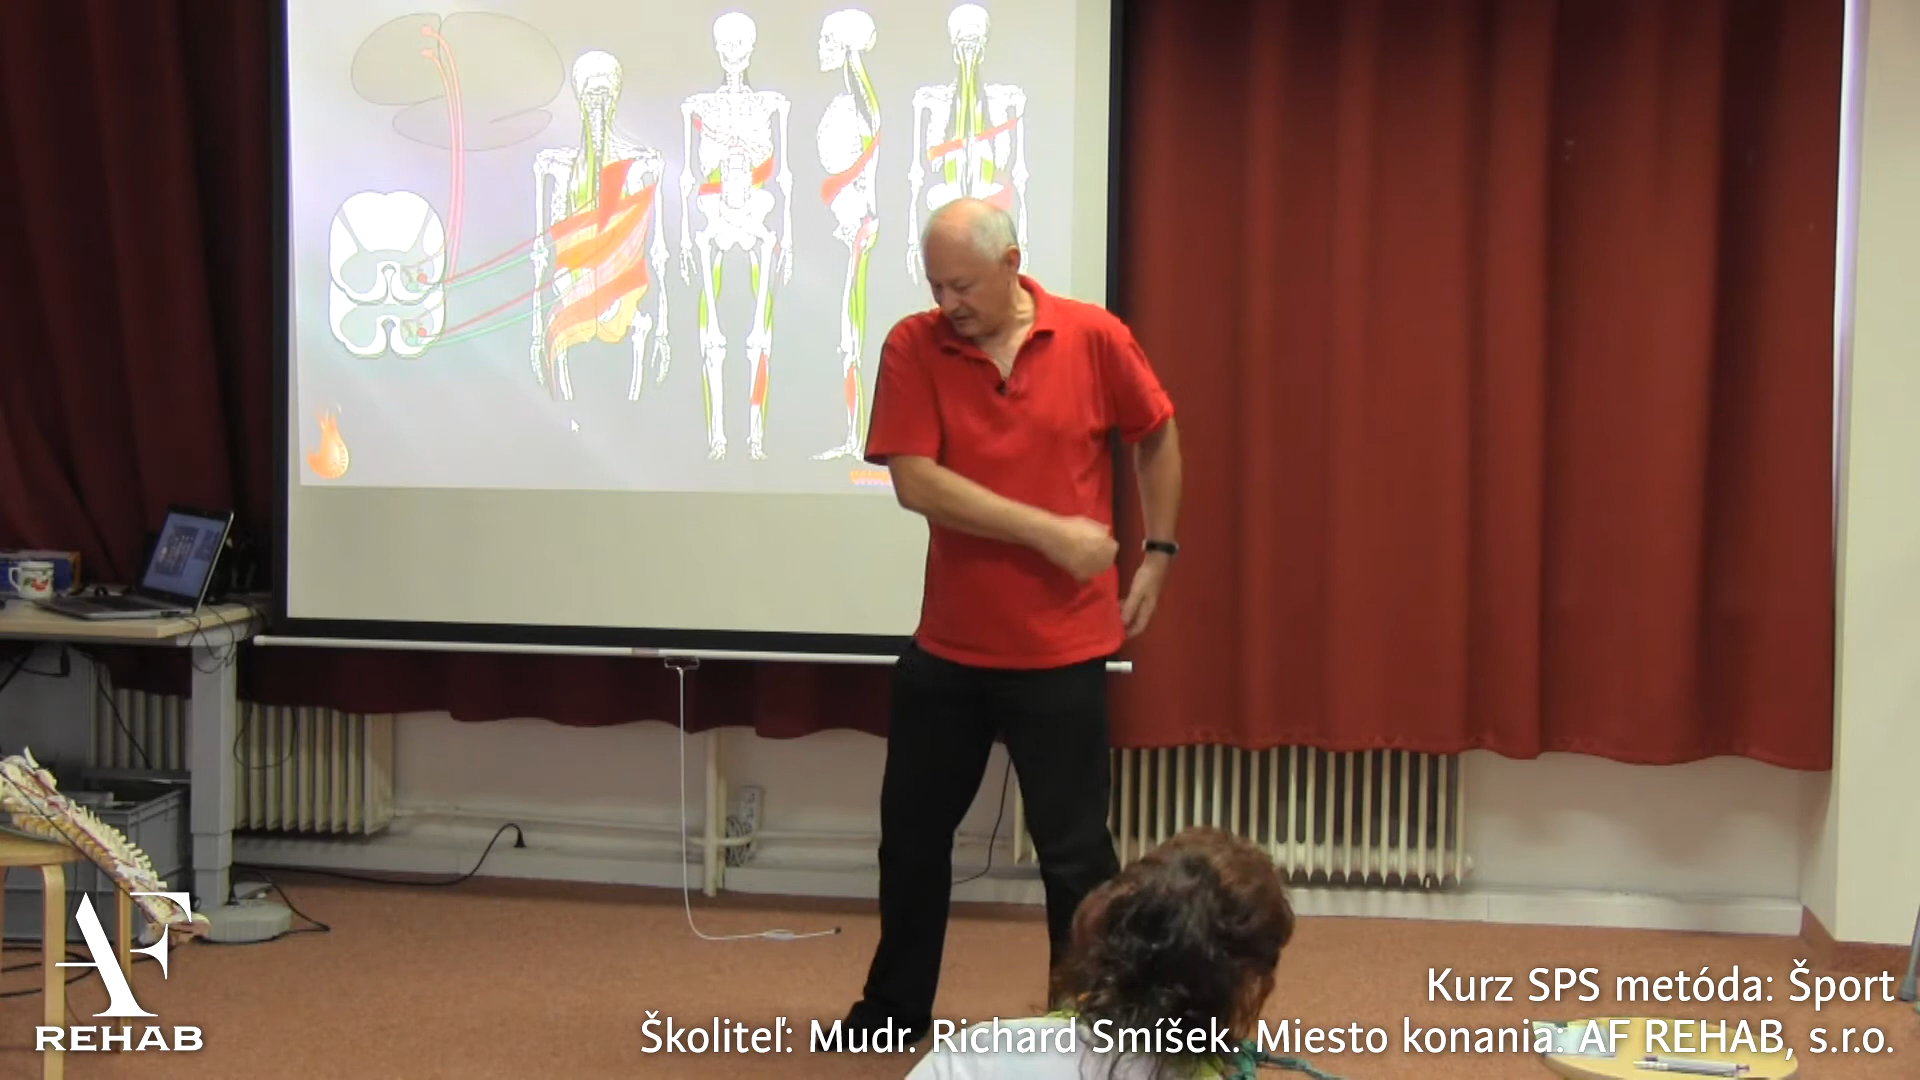 AF
REHAB
Kurz SPS metóda: Šport
Školiteľ: Mudr. Richard Smíšek. Miesto konania: AF REHAB, s.r.o.